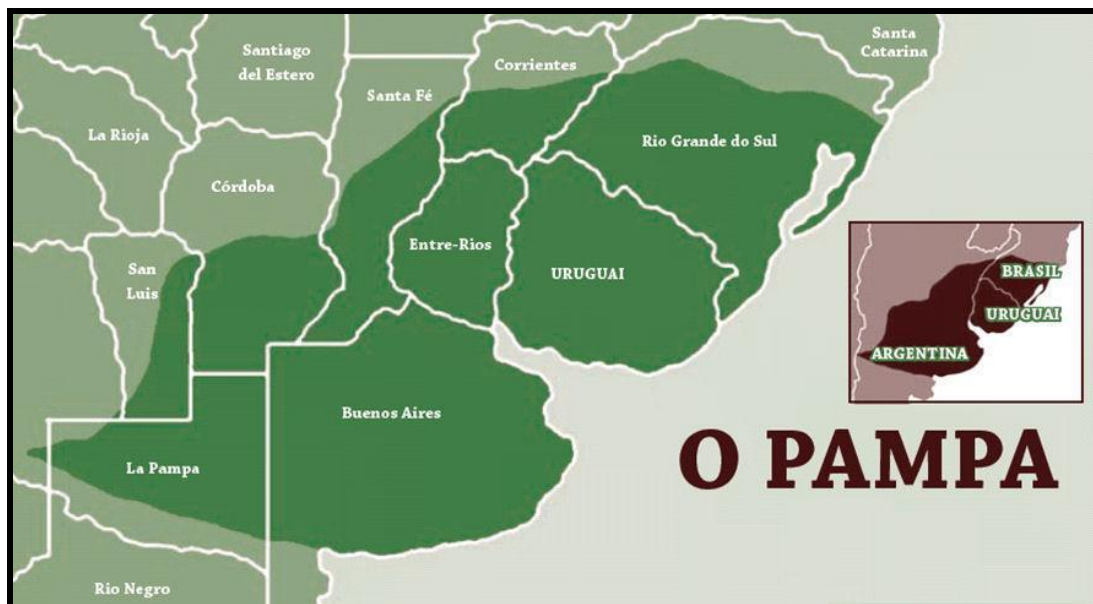 Santiago
del Estero
Corrientes
Santa
Catarina
Santa Fé
La Rioja
Rio Grande do Sul
Córdoba
Entre-Rios
San
Luis
URUGUAI
BRASIL
URUGUAI
ARGENTINA
Buenos Aires
La Pampa
O PAMPA
Rio Negro